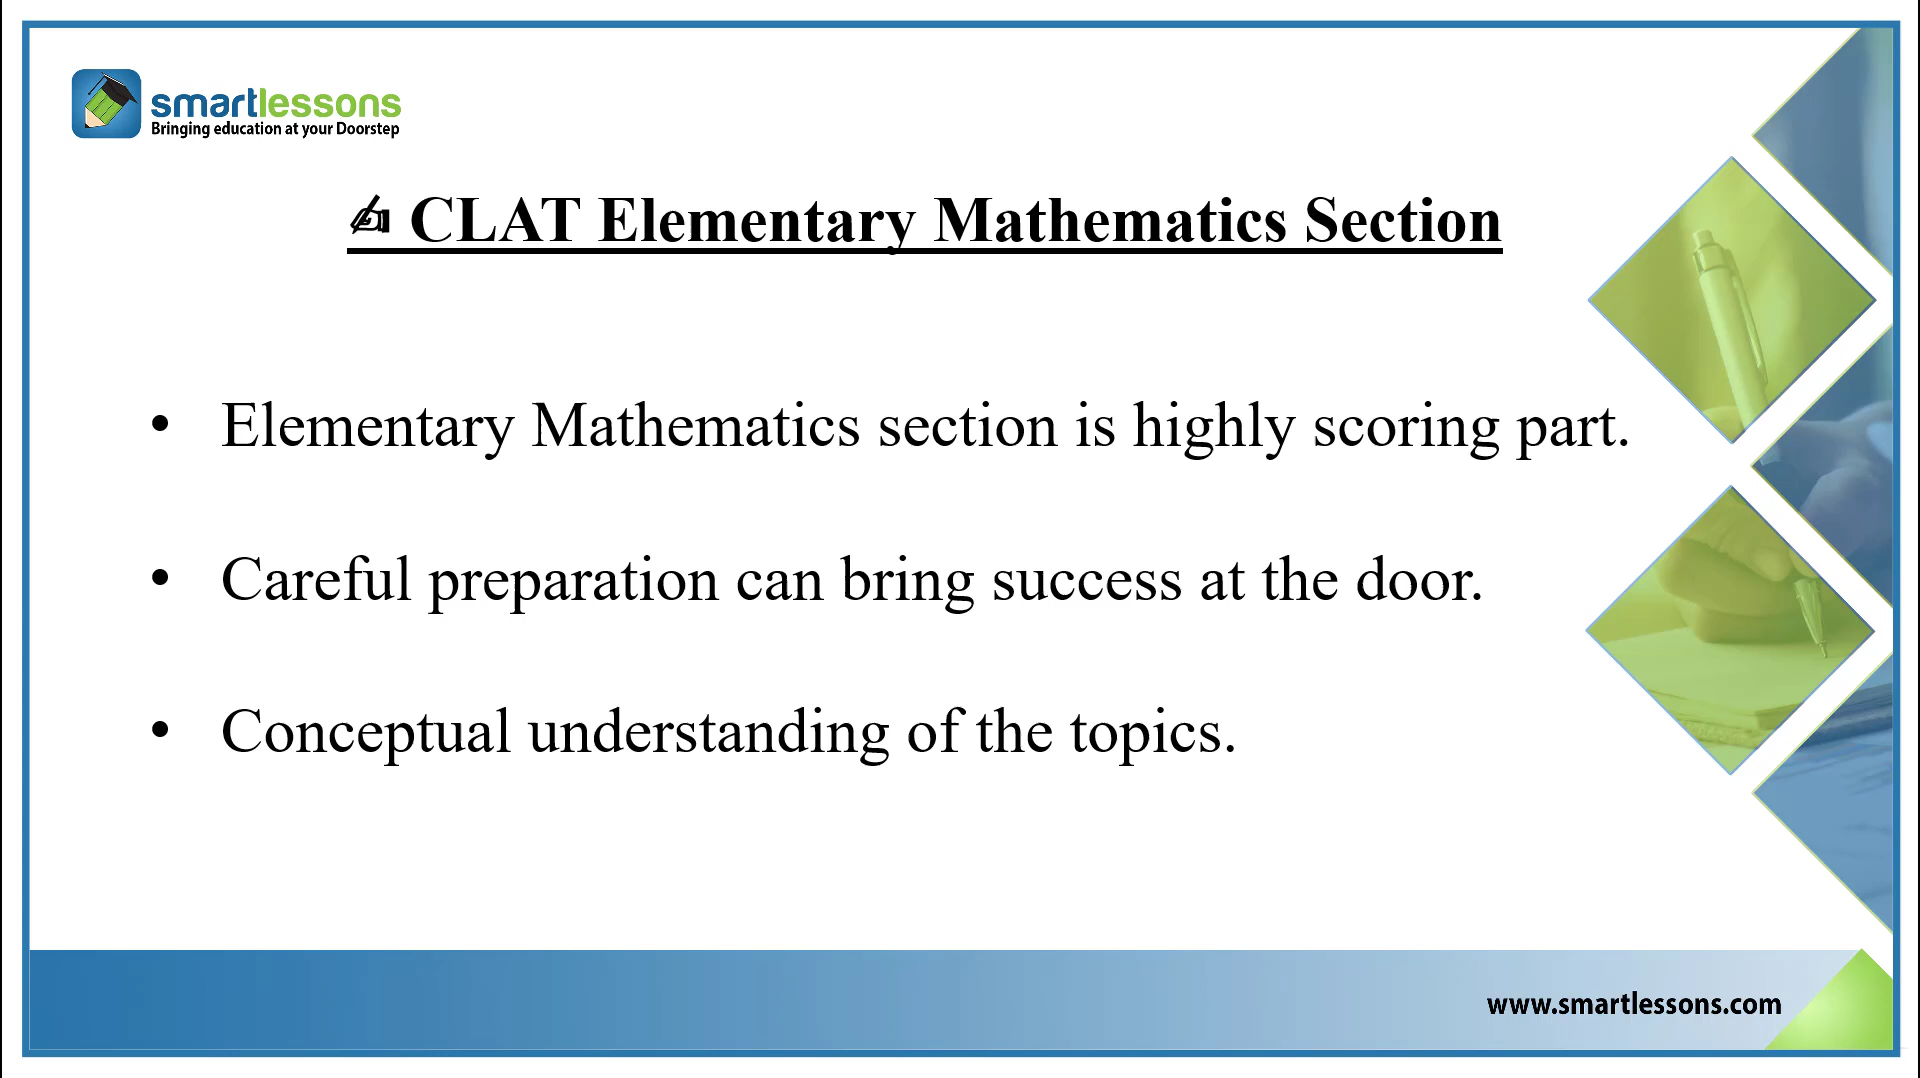 smartlessons
Bringing education at your Doorstep
✍ CLAT Elementary Mathematics Section
• Elementary Mathematics section is highly scoring part.
• Careful preparation can bring success at the door.
• Conceptual understanding of the topics.
www.smartlessons.com